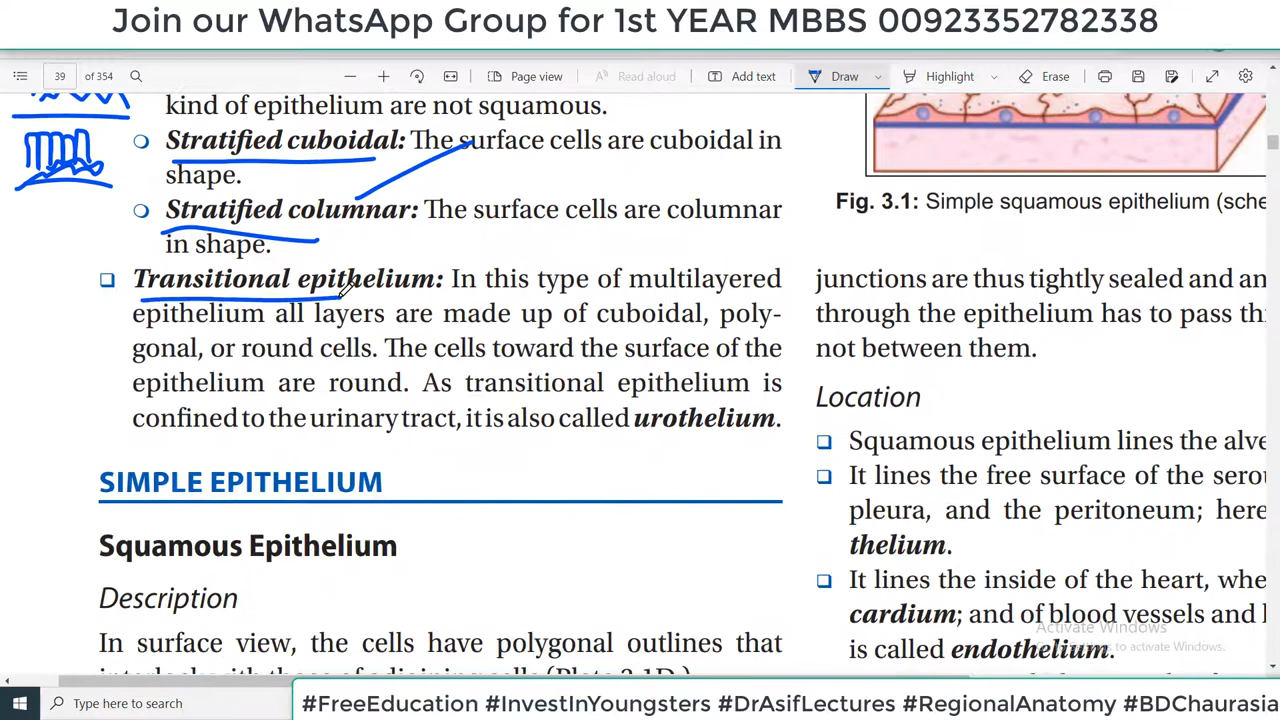 Join our WhatsApp Group for 1st YEAR MBBS 00923352782338
39 of 354
Page view
Read aloud
Add text
Draw
Highlight
Erase
kind of epithelium are not squamous.
Stratified cuboidal: The surface cells are cuboidal in
shape.
Stratified columnar: The surface cells are columnar
in shape.
Transitional epithelium: In this type of multilayered
epithelium all layers are made up of cuboidal, poly-
gonal, or round cells. The cells toward the surface of the
epithelium are round. As transitional epithelium is
confined to the urinary tract, it is also called urothelium.
SIMPLE EPITHELIUM
Squamous Epithelium
Description
In surface view, the cells have polygonal outlines that
Fig. 3.1: Simple squamous epithelium (sche
junctions are thus tightly sealed and an
through the epithelium has to pass th
not between them.
Location
Squamous epithelium lines the alve
It lines the free surface of the sero
pleura, and the peritoneum; here
thelium.
It lines the inside of the heart, whe
cardium; and of blood vessels and
is called endothelium.
Activate Windows
Go to Settings to activate Windows.
Type here to search
#FreeEducation #InvestInYoungsters #DrAsifLectures #RegionalAnatomy #BDChaurasia